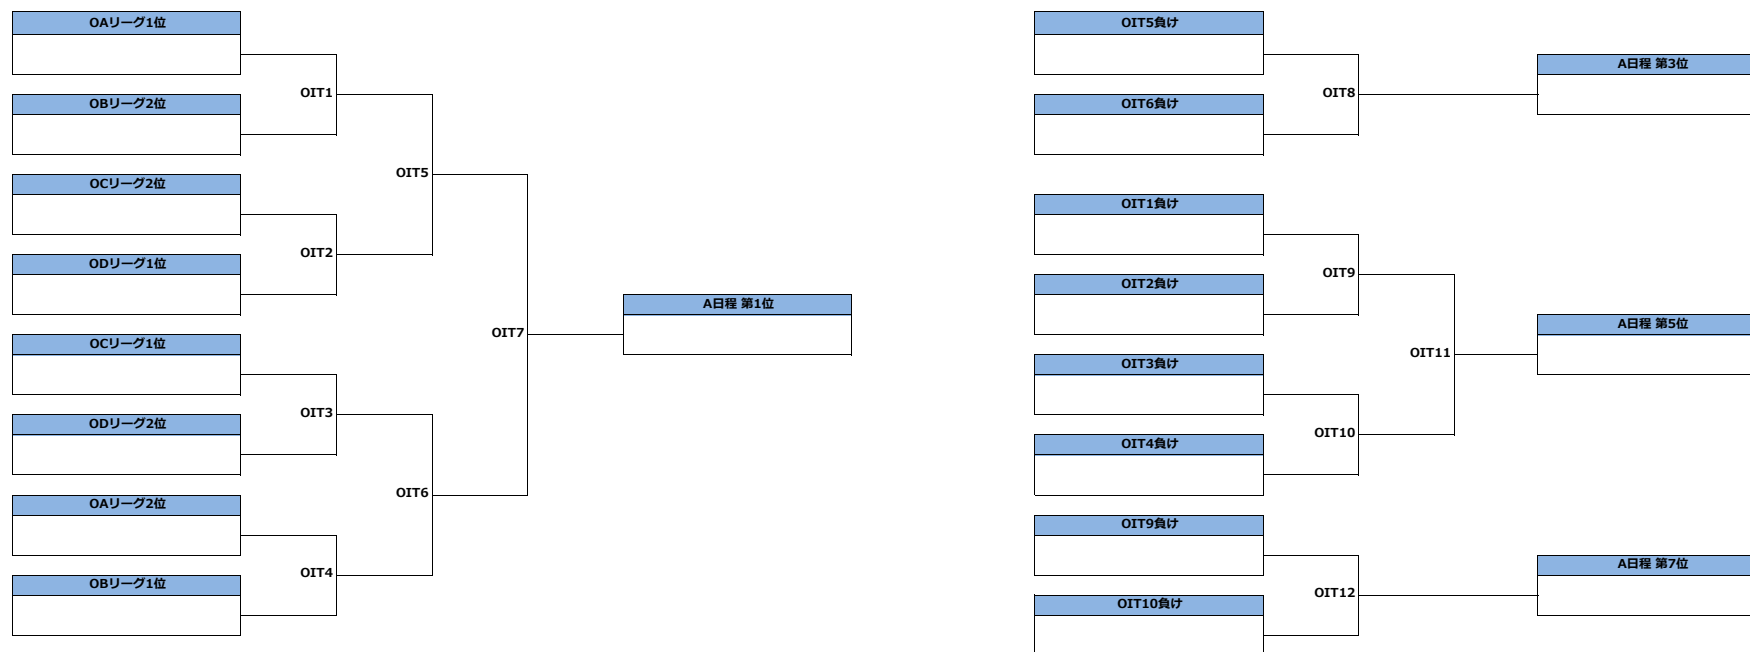 OAリーグ1位
OIT1
OBリーグ2位
OIT5
OCリーグ2位
OIT2
ODリーグ1位
OIT7
A日程 第1位
OCリーグ1位
OIT3
ODリーグ2位
OIT6
OAリーグ2位
OIT4
OBリーグ1位
OIT5負け
OIT8
A日程 第3位
OIT6負け
OIT1負け
OIT9
OIT2負け
OIT11
A日程 第5位
OIT3負け
OIT10
OIT4負け
OIT9負け
OIT12
A日程 第7位
OIT10負け